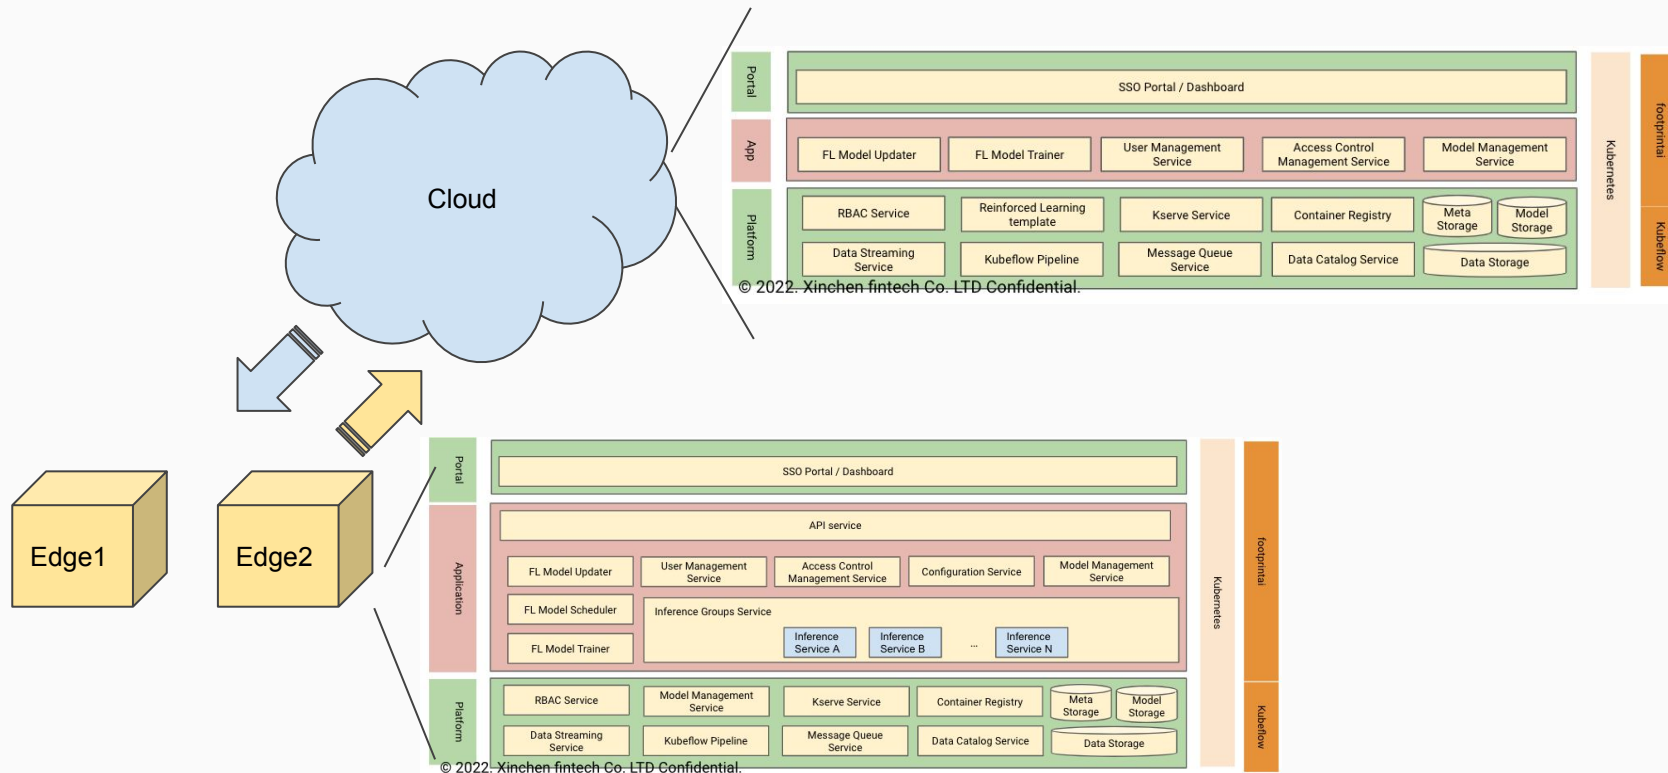 Cloud
Portal
SSO Portal / Dashboard
App
FL Model Updater
FL Model Trainer
User Management
Service
Access Control
Management Service
Model Management
Service
Platform
RBAC Service
Reinforced Learning
template
Kserve Service
Container Registry
Meta
Storage
Model
Storage
Data Streaming
Service
Kubeflow Pipeline
Message Queue
Service
Data Catalog Service
Data Storage
Kubernetes
footprintai
Kubeflow
© 2022. Xinchen fintech Co. LTD Confidential.
Edge1
Edge2
Portal
SSO Portal / Dashboard
Application
API service
FL Model Updater
User Management
Service
Access Control
Management Service
Configuration Service
Model Management
Service
FL Model Scheduler
Inference Groups Service
FL Model Trainer
Inference
Service A
Inference
Service B
...
Inference
Service N
Platform
RBAC Service
Model Management
Service
Kserve Service
Container Registry
Meta
Storage
Model
Storage
Data Streaming
Service
Kubeflow Pipeline
Message Queue
Service
Data Catalog Service
Data Storage
Kubernetes
footprintai
Kubeflow
© 2022. Xinchen fintech Co. LTD Confidential.